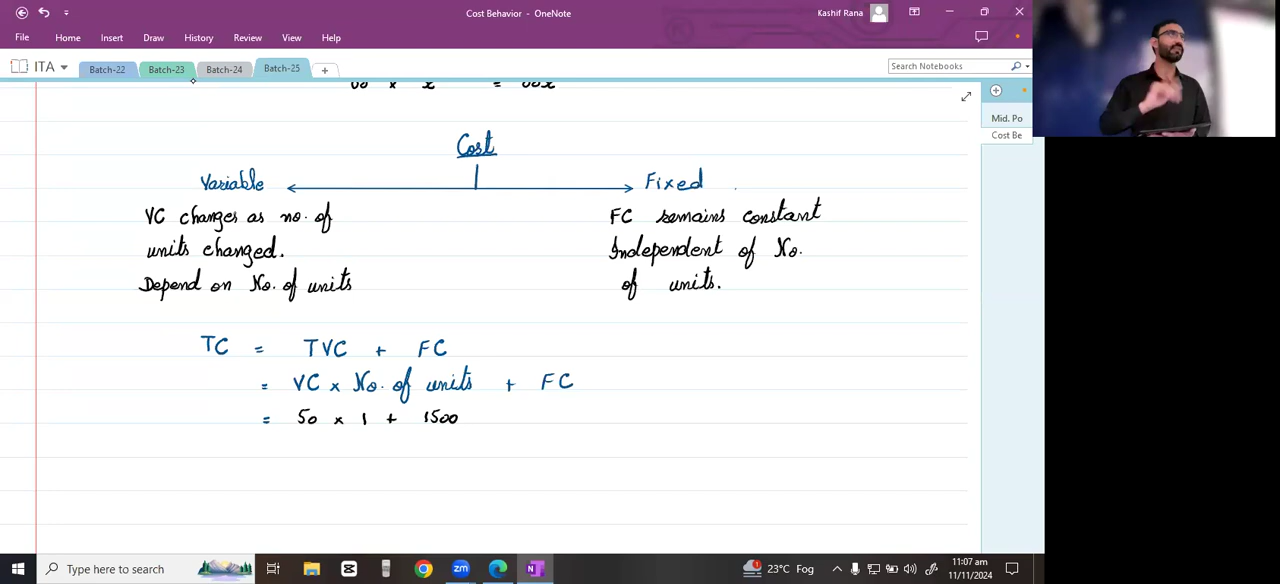 Cost Behavior - OneNote
Kashif Rana
File Home Insert Draw History Review View Help
ITA Batch-22 Batch-23 Batch-24 Batch-25
Search Notebooks
Mid. Po
Cost Be
Cost
Variable Fixed
VC changes as no. of
units changed.
Depend on No. of units
FC remains constant
Independent of No.
of units.
TC = TVC + FC
= VC × No. of units + FC
= 50 × 1 + 1500
Type here to search
23°C Fog
11:07 am
11/11/2024